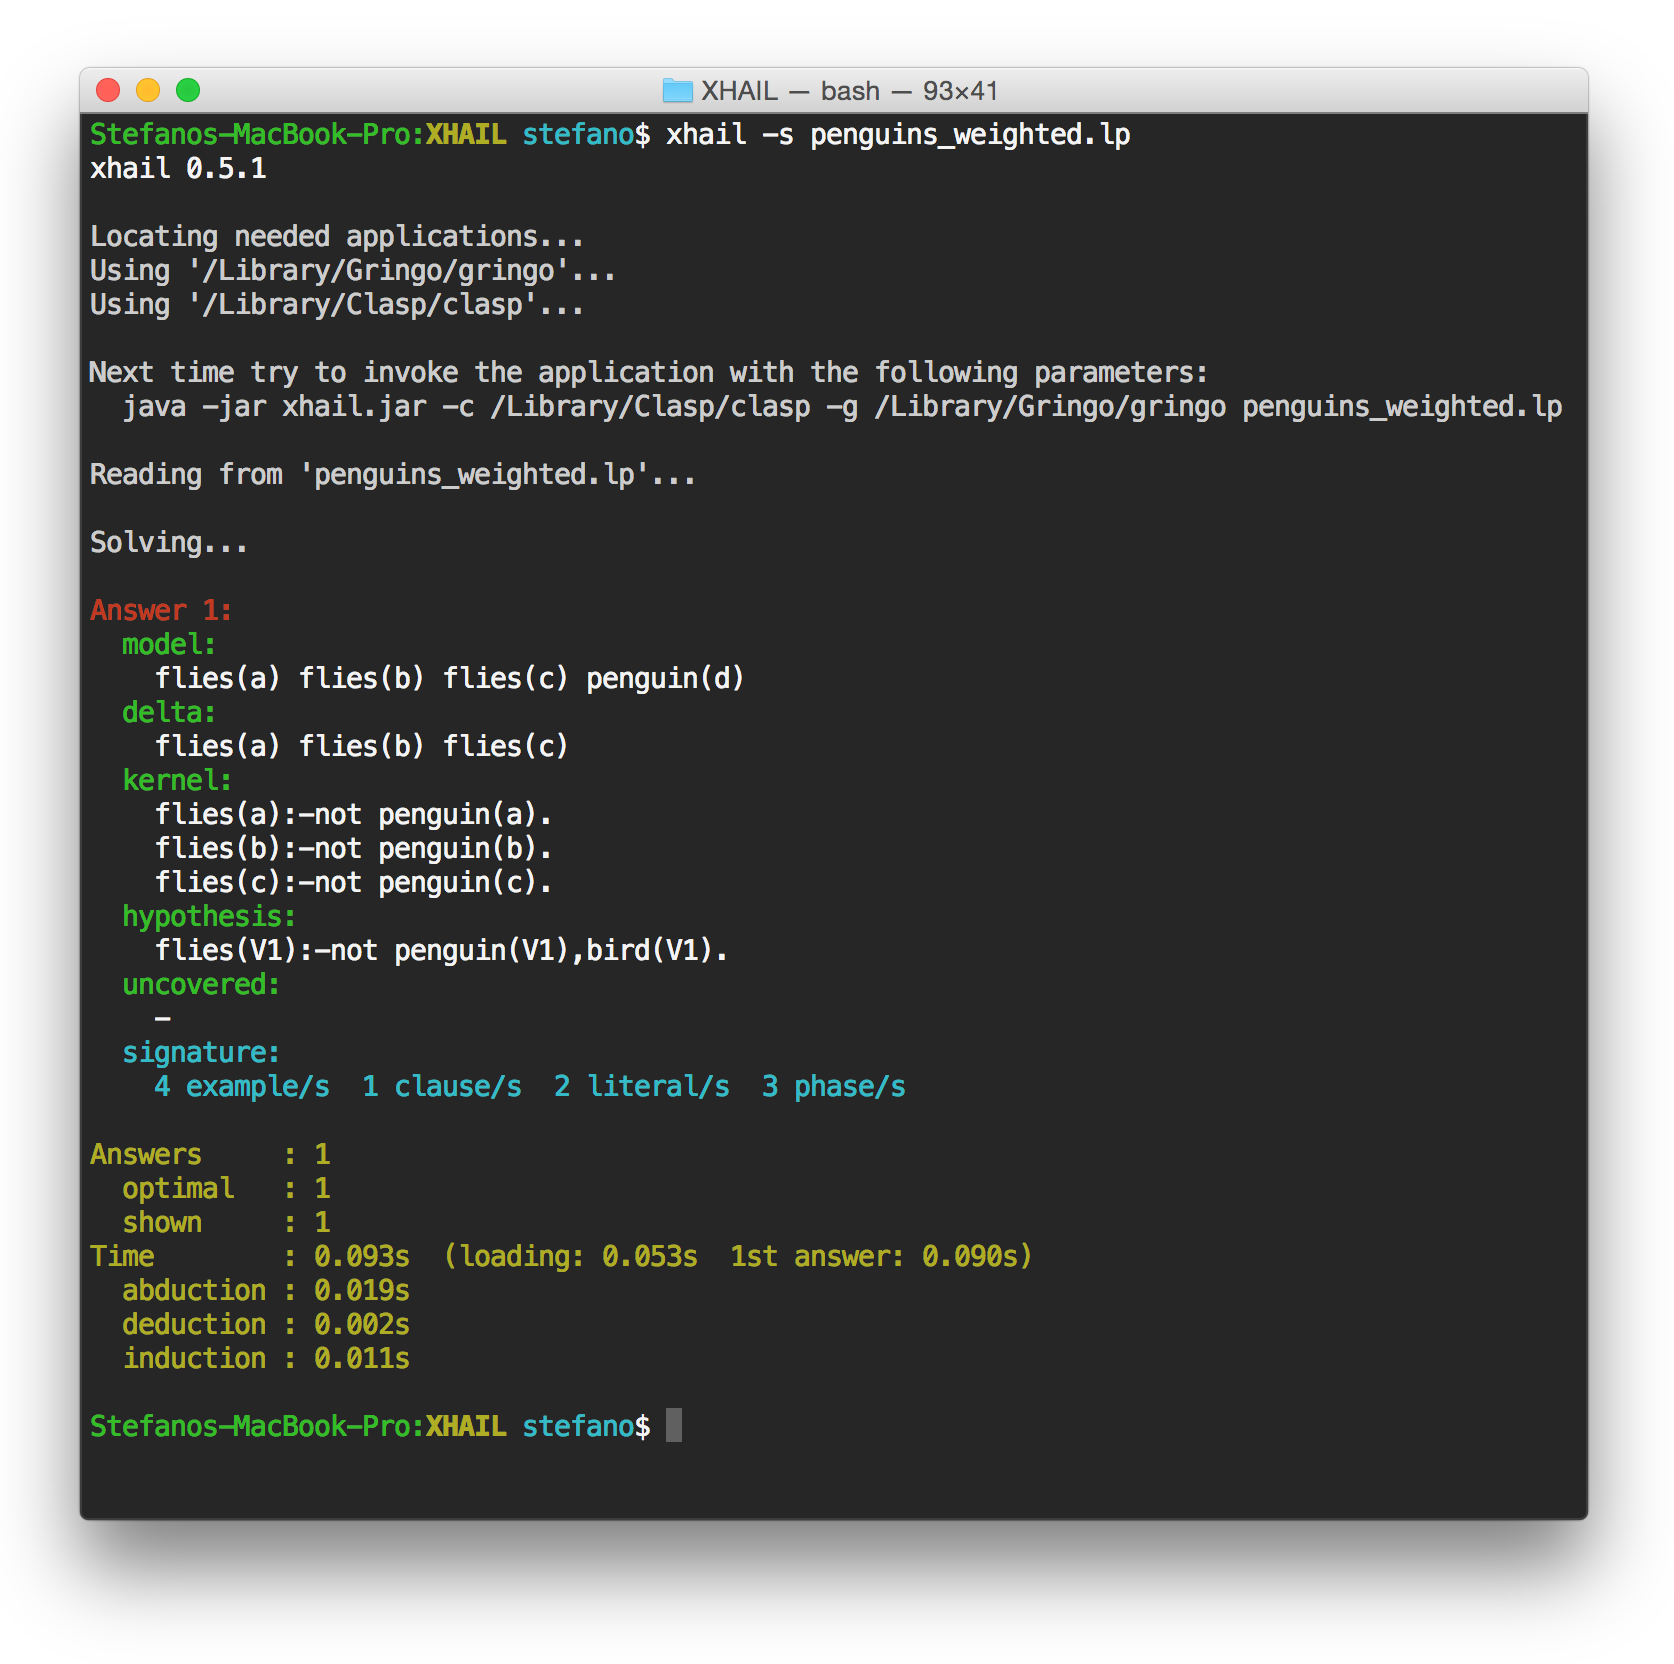 XHAIL — bash — 93×41
Stefanos-MacBook-Pro:XHAIL stefano$ xhail -s penguins_weighted.lp
xhail 0.5.1
Locating needed applications...
Using '/Library/Gringo/gringo'...
Using '/Library/Clasp/clasp'...
Next time try to invoke the application with the following parameters:
  java -jar xhail.jar -c /Library/Clasp/clasp -g /Library/Gringo/gringo penguins_weighted.lp
Reading from 'penguins_weighted.lp'...
Solving...
Answer 1:
  model:
    flies(a) flies(b) flies(c) penguin(d)
  delta:
    flies(a) flies(b) flies(c)
  kernel:
    flies(a):-not penguin(a).
    flies(b):-not penguin(b).
    flies(c):-not penguin(c).
  hypothesis:
    flies(V1):-not penguin(V1),bird(V1).
  uncovered:
    -
  signature:
    4 example/s  1 clause/s  2 literal/s  3 phase/s
Answers     : 1
  optimal   : 1
  shown     : 1
Time        : 0.093s  (loading: 0.053s  1st answer: 0.090s)
  abduction : 0.019s
  deduction : 0.002s
  induction : 0.011s
Stefanos-MacBook-Pro:XHAIL stefano$